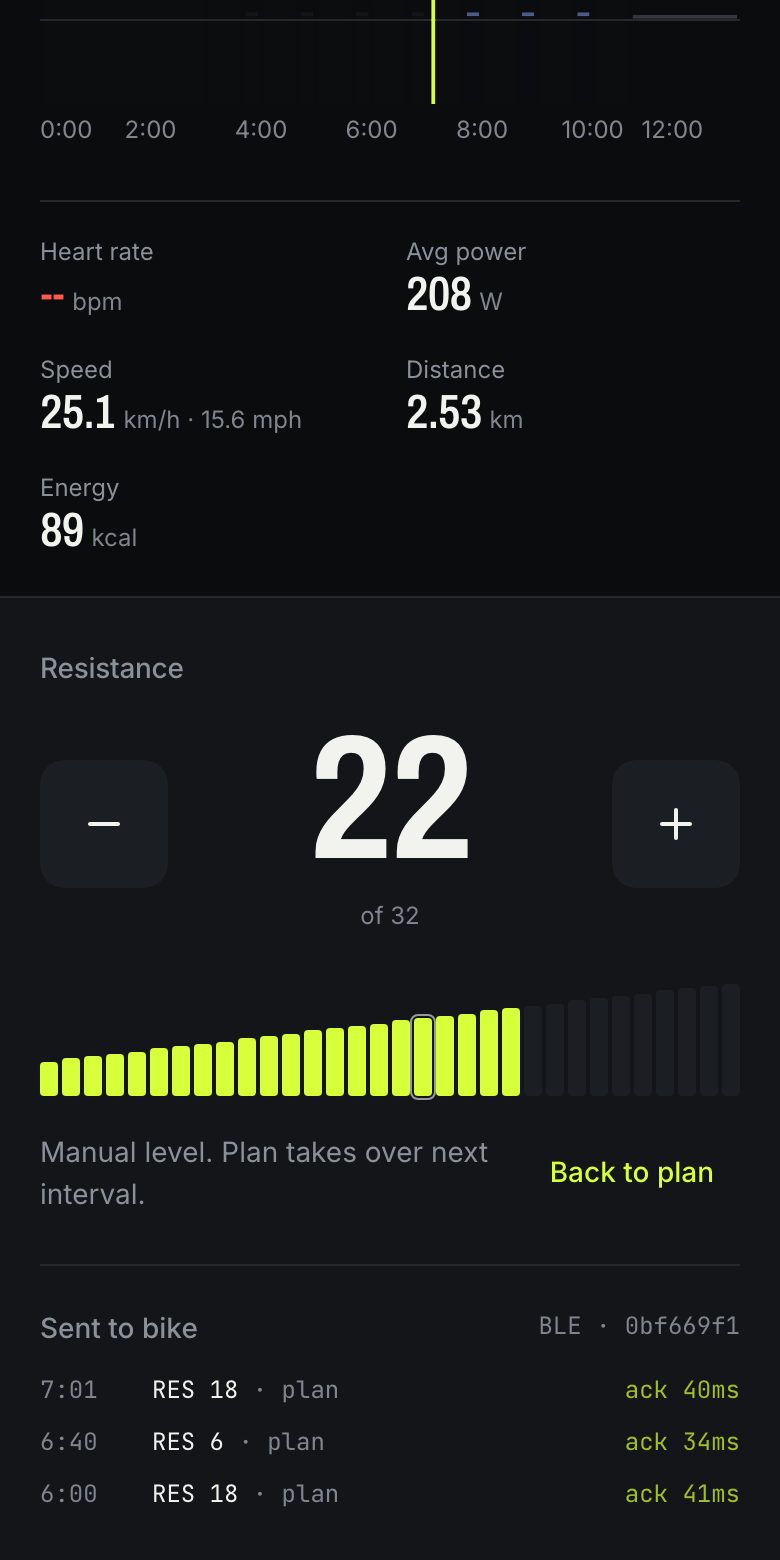 0:00 2:00 4:00 6:00 8:00 10:00 12:00
Heart rate
-- bpm
Avg power
208 W
Speed
25.1 km/h · 15.6 mph
Distance
2.53 km
Energy
89 kcal
Resistance
−
22
+
of 32
Manual level. Plan takes over next
interval.
Back to plan
Sent to bike
BLE · 0bf669f1
7:01 RES 18 · plan ack 40ms
6:40 RES 6 · plan ack 34ms
6:00 RES 18 · plan ack 41ms